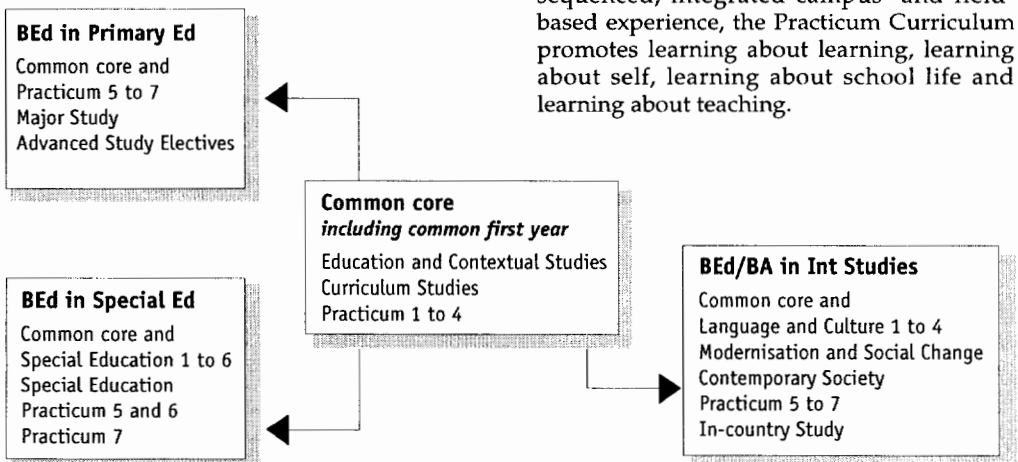 sequenced, integrated campus- and field-
based experience, the Practicum Curriculum
promotes learning about learning, learning
about self, learning about school life and
learning about teaching.
BEd in Primary Ed
Common core and
Practicum 5 to 7
Major Study
Advanced Study Electives
Common core
including common first year
Education and Contextual Studies
Curriculum Studies
Practicum 1 to 4
BEd in Special Ed
Common core and
Special Education 1 to 6
Special Education
Practicum 5 and 6
Practicum 7
BEd/BA in Int Studies
Common core and
Language and Culture 1 to 4
Modernisation and Social Change
Contemporary Society
Practicum 5 to 7
In-country Study